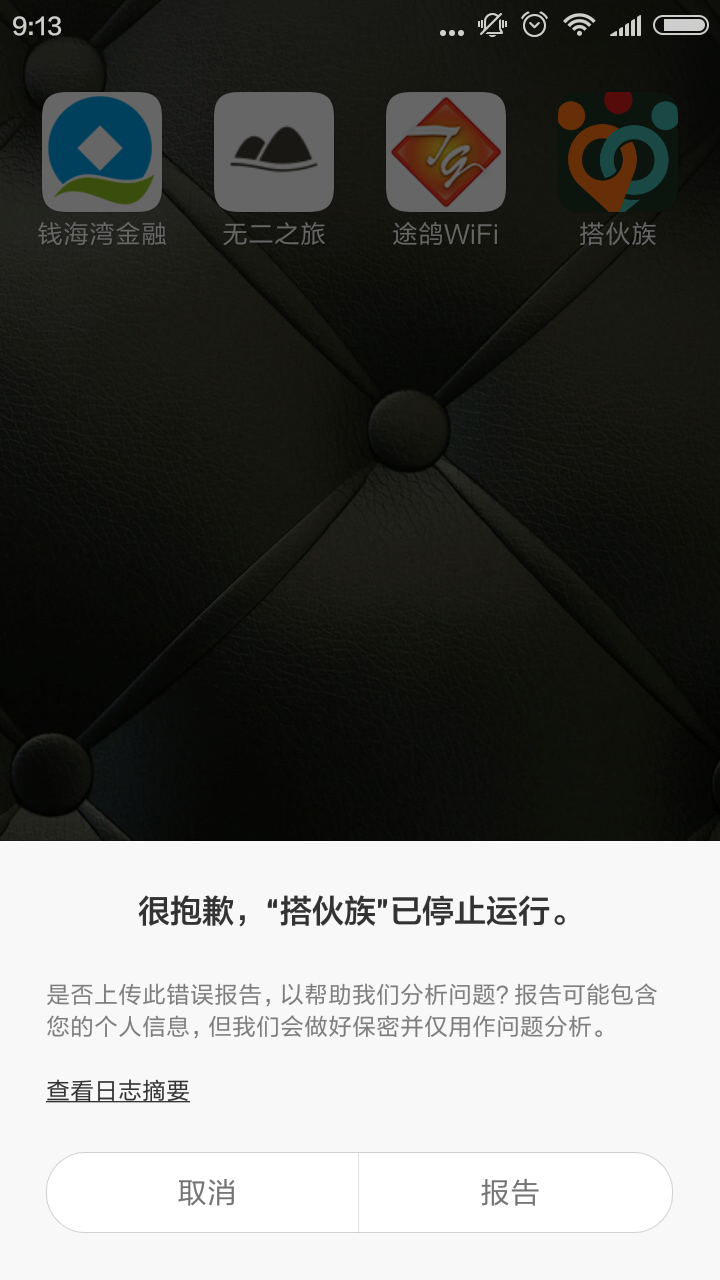 9:13
Tg
钱海湾金融
无二之旅
途鸽WiFi
搭伙族
很抱歉，“搭伙族”已停止运行。
是否上传此错误报告，以帮助我们分析问题？报告可能包含
您的个人信息，但我们会做好保密并仅用作问题分析。
查看日志摘要
取消
报告